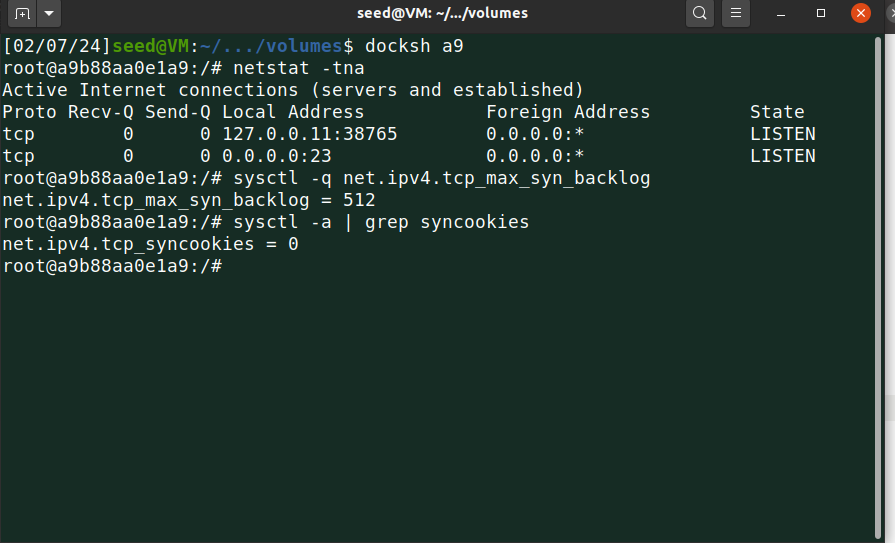 seed@VM: ~/.../volumes
[02/07/24]seed@VM:~/.../volumes$ docksh a9
root@a9b88aa0e1a9:/# netstat -tna
Active Internet connections (servers and established)
Proto Recv-Q Send-Q Local Address           Foreign Address         State
tcp        0      0 127.0.0.11:38765        0.0.0.0:*               LISTEN
tcp        0      0 0.0.0.0:23              0.0.0.0:*               LISTEN
root@a9b88aa0e1a9:/# sysctl -q net.ipv4.tcp_max_syn_backlog
net.ipv4.tcp_max_syn_backlog = 512
root@a9b88aa0e1a9:/# sysctl -a | grep syncookies
net.ipv4.tcp_syncookies = 0
root@a9b88aa0e1a9:/#